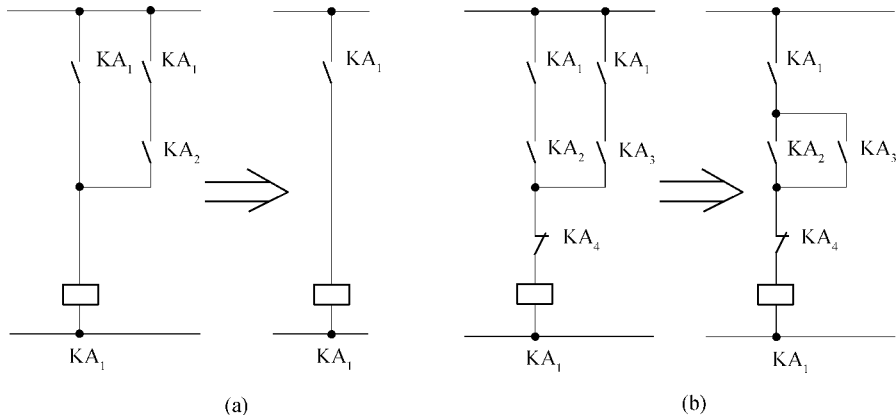 KA₁ KA₁ KA₁ KA₁ KA₁ KA₁
KA₂ KA₂ KA₃ KA₂ KA₃
KA₄ KA₄
KA₁ KA₁ KA₁ KA₁
(a) (b)